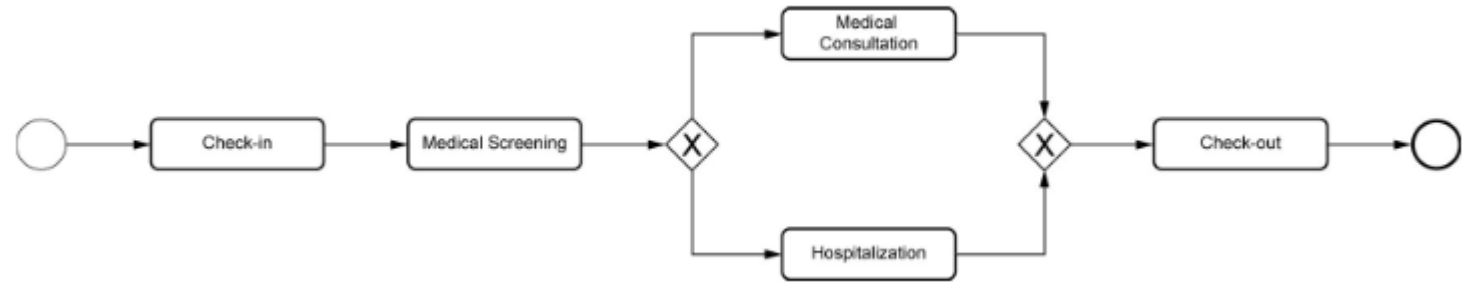 Check-in
Medical Screening
X
Medical
Consultation
Hospitalization
X
Check-out